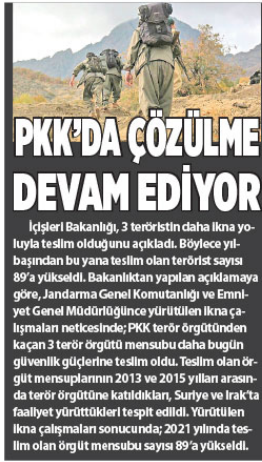 PKK'DA ÇÖZÜLME
DEVAM EDİYOR
İçişleri Bakanlığı, 3 teröristin daha ikna yo-
luyla teslim olduğunu açıkladı. Böylece yıl-
başından bu yana teslim olan terörist sayısı
89'a yükseldi. Bakanlıktan yapılan açıklamaya
göre, Jandarma Genel Komutanlığı ve Emni-
yet Genel Müdürlüğünce yürütülen ikna ça-
lışmaları neticesinde; PKK terör örgütünden
kaçan 3 terör örgütü mensubu daha bugün
güvenlik güçlerine teslim oldu. Teslim olan ör-
güt mensuplarının 2013 ve 2015 yılları arasın-
da terör örgütüne katıldıkları, Suriye ve Irak'ta
faaliyet yürüttükleri tespit edildi. Yürütülen
ikna çalışmaları sonucunda; 2021 yılında tes-
lim olan örgüt mensubu sayısı 89'a yükseldi.